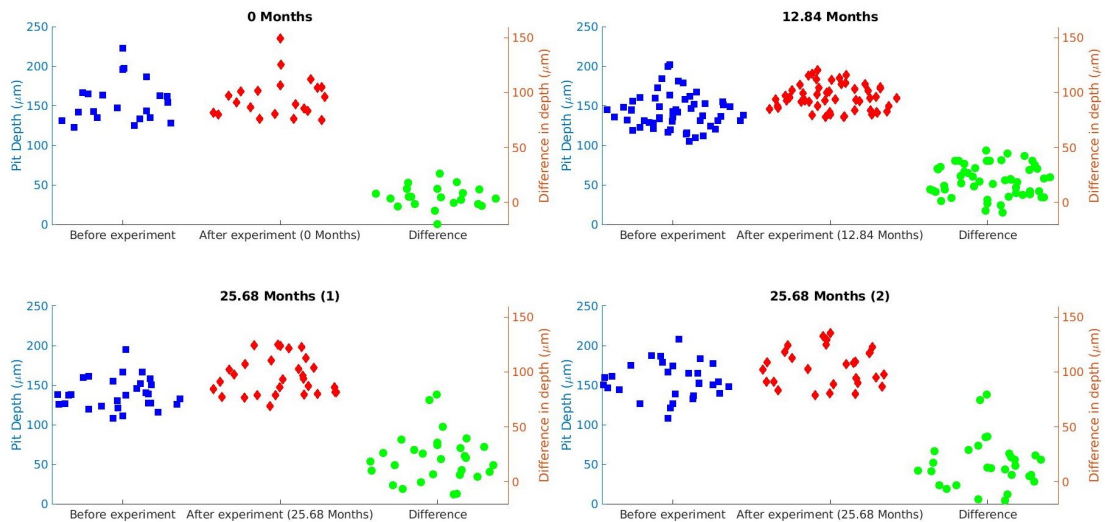 0 Months
250
200
150
100
50
0
Pit Depth (μm)
150
100
50
0
Difference in depth (μm)
Before experiment
After experiment (0 Months)
Difference
12.84 Months
250
200
150
100
50
0
Pit Depth (μm)
150
100
50
0
Difference in depth (μm)
Before experiment
After experiment (12.84 Months)
Difference
25.68 Months (1)
250
200
150
100
50
0
Pit Depth (μm)
150
100
50
0
Difference in depth (μm)
Before experiment
After experiment (25.68 Months)
Difference
25.68 Months (2)
250
200
150
100
50
0
Pit Depth (μm)
150
100
50
0
Difference in depth (μm)
Before experiment
After experiment (25.68 Months)
Difference